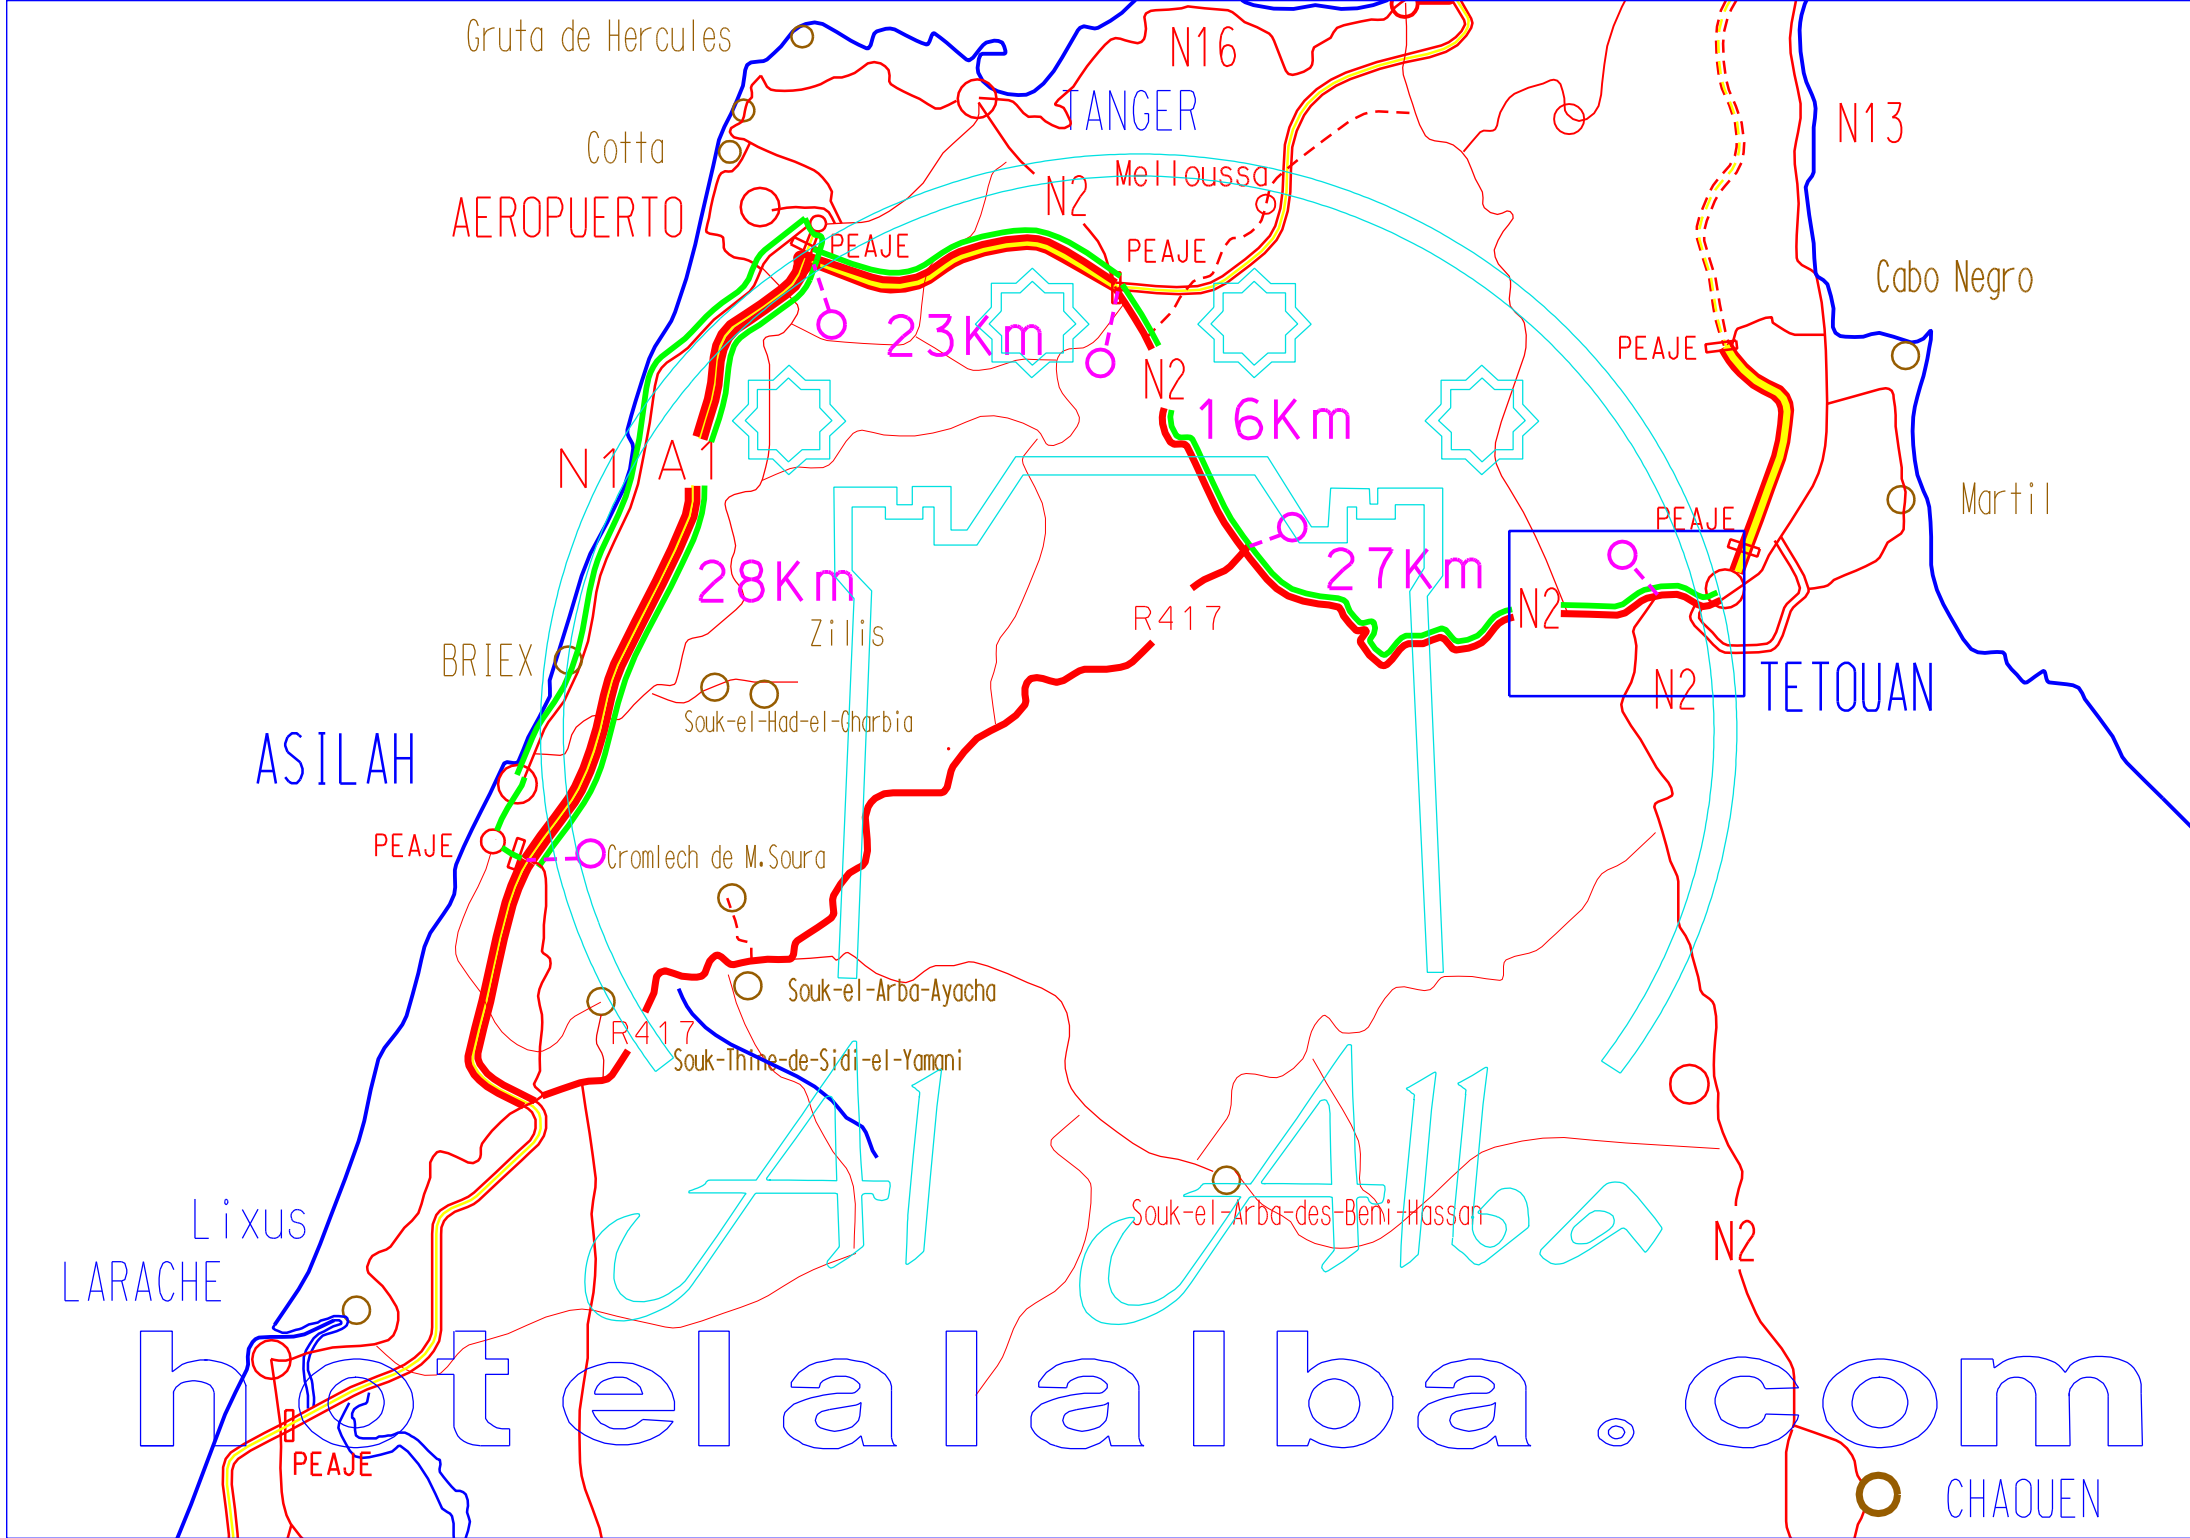 Gruta de Hercules
N16
TANGER
N13
Cotta
Melloussa
N2
AEROPUERTO
PEAJE
PEAJE
Cabo Negro
23Km
PEAJE
N2
16Km
N1
A1
Martil
PEAJE
28Km
27Km
R417
N2
Zilis
BRIEX
N2
TETOUAN
Souk-el-Had-el-Gharbia
ASILAH
PEAJE
Cromlech de M.Soura
Souk-el-Arba-Ayacha
R417
Souk-Thine-de-Sidi-el-Yamani
Al Alba
Lixus
Souk-el-Arba-des-Beni-Hassan
N2
LARACHE
hotelalalba.com
PEAJE
CHAOUEN